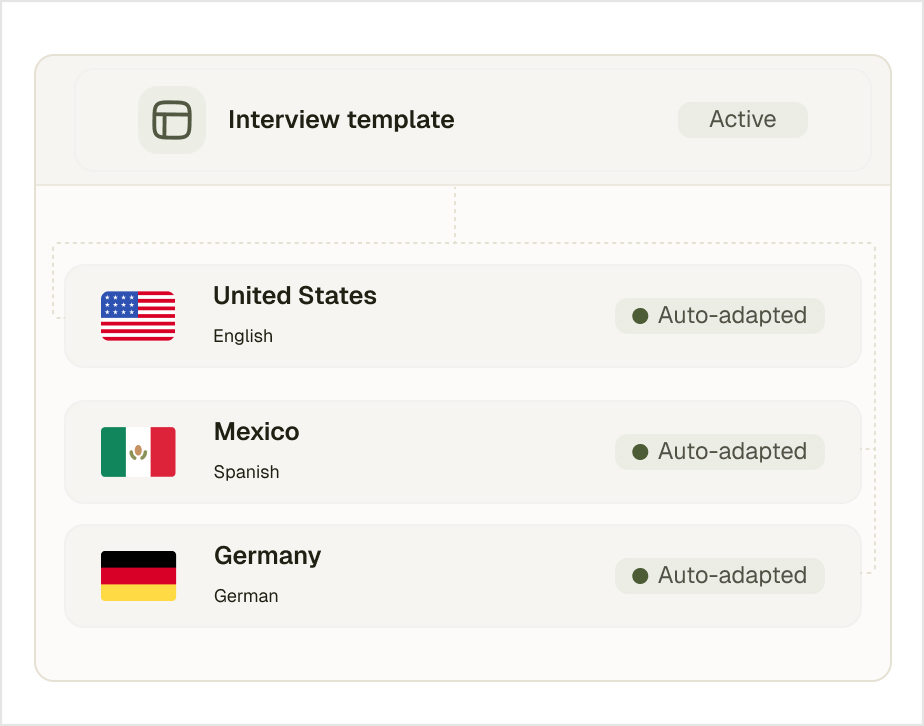 Interview template
Active
United States
English
Auto-adapted
Mexico
Spanish
Auto-adapted
Germany
German
Auto-adapted